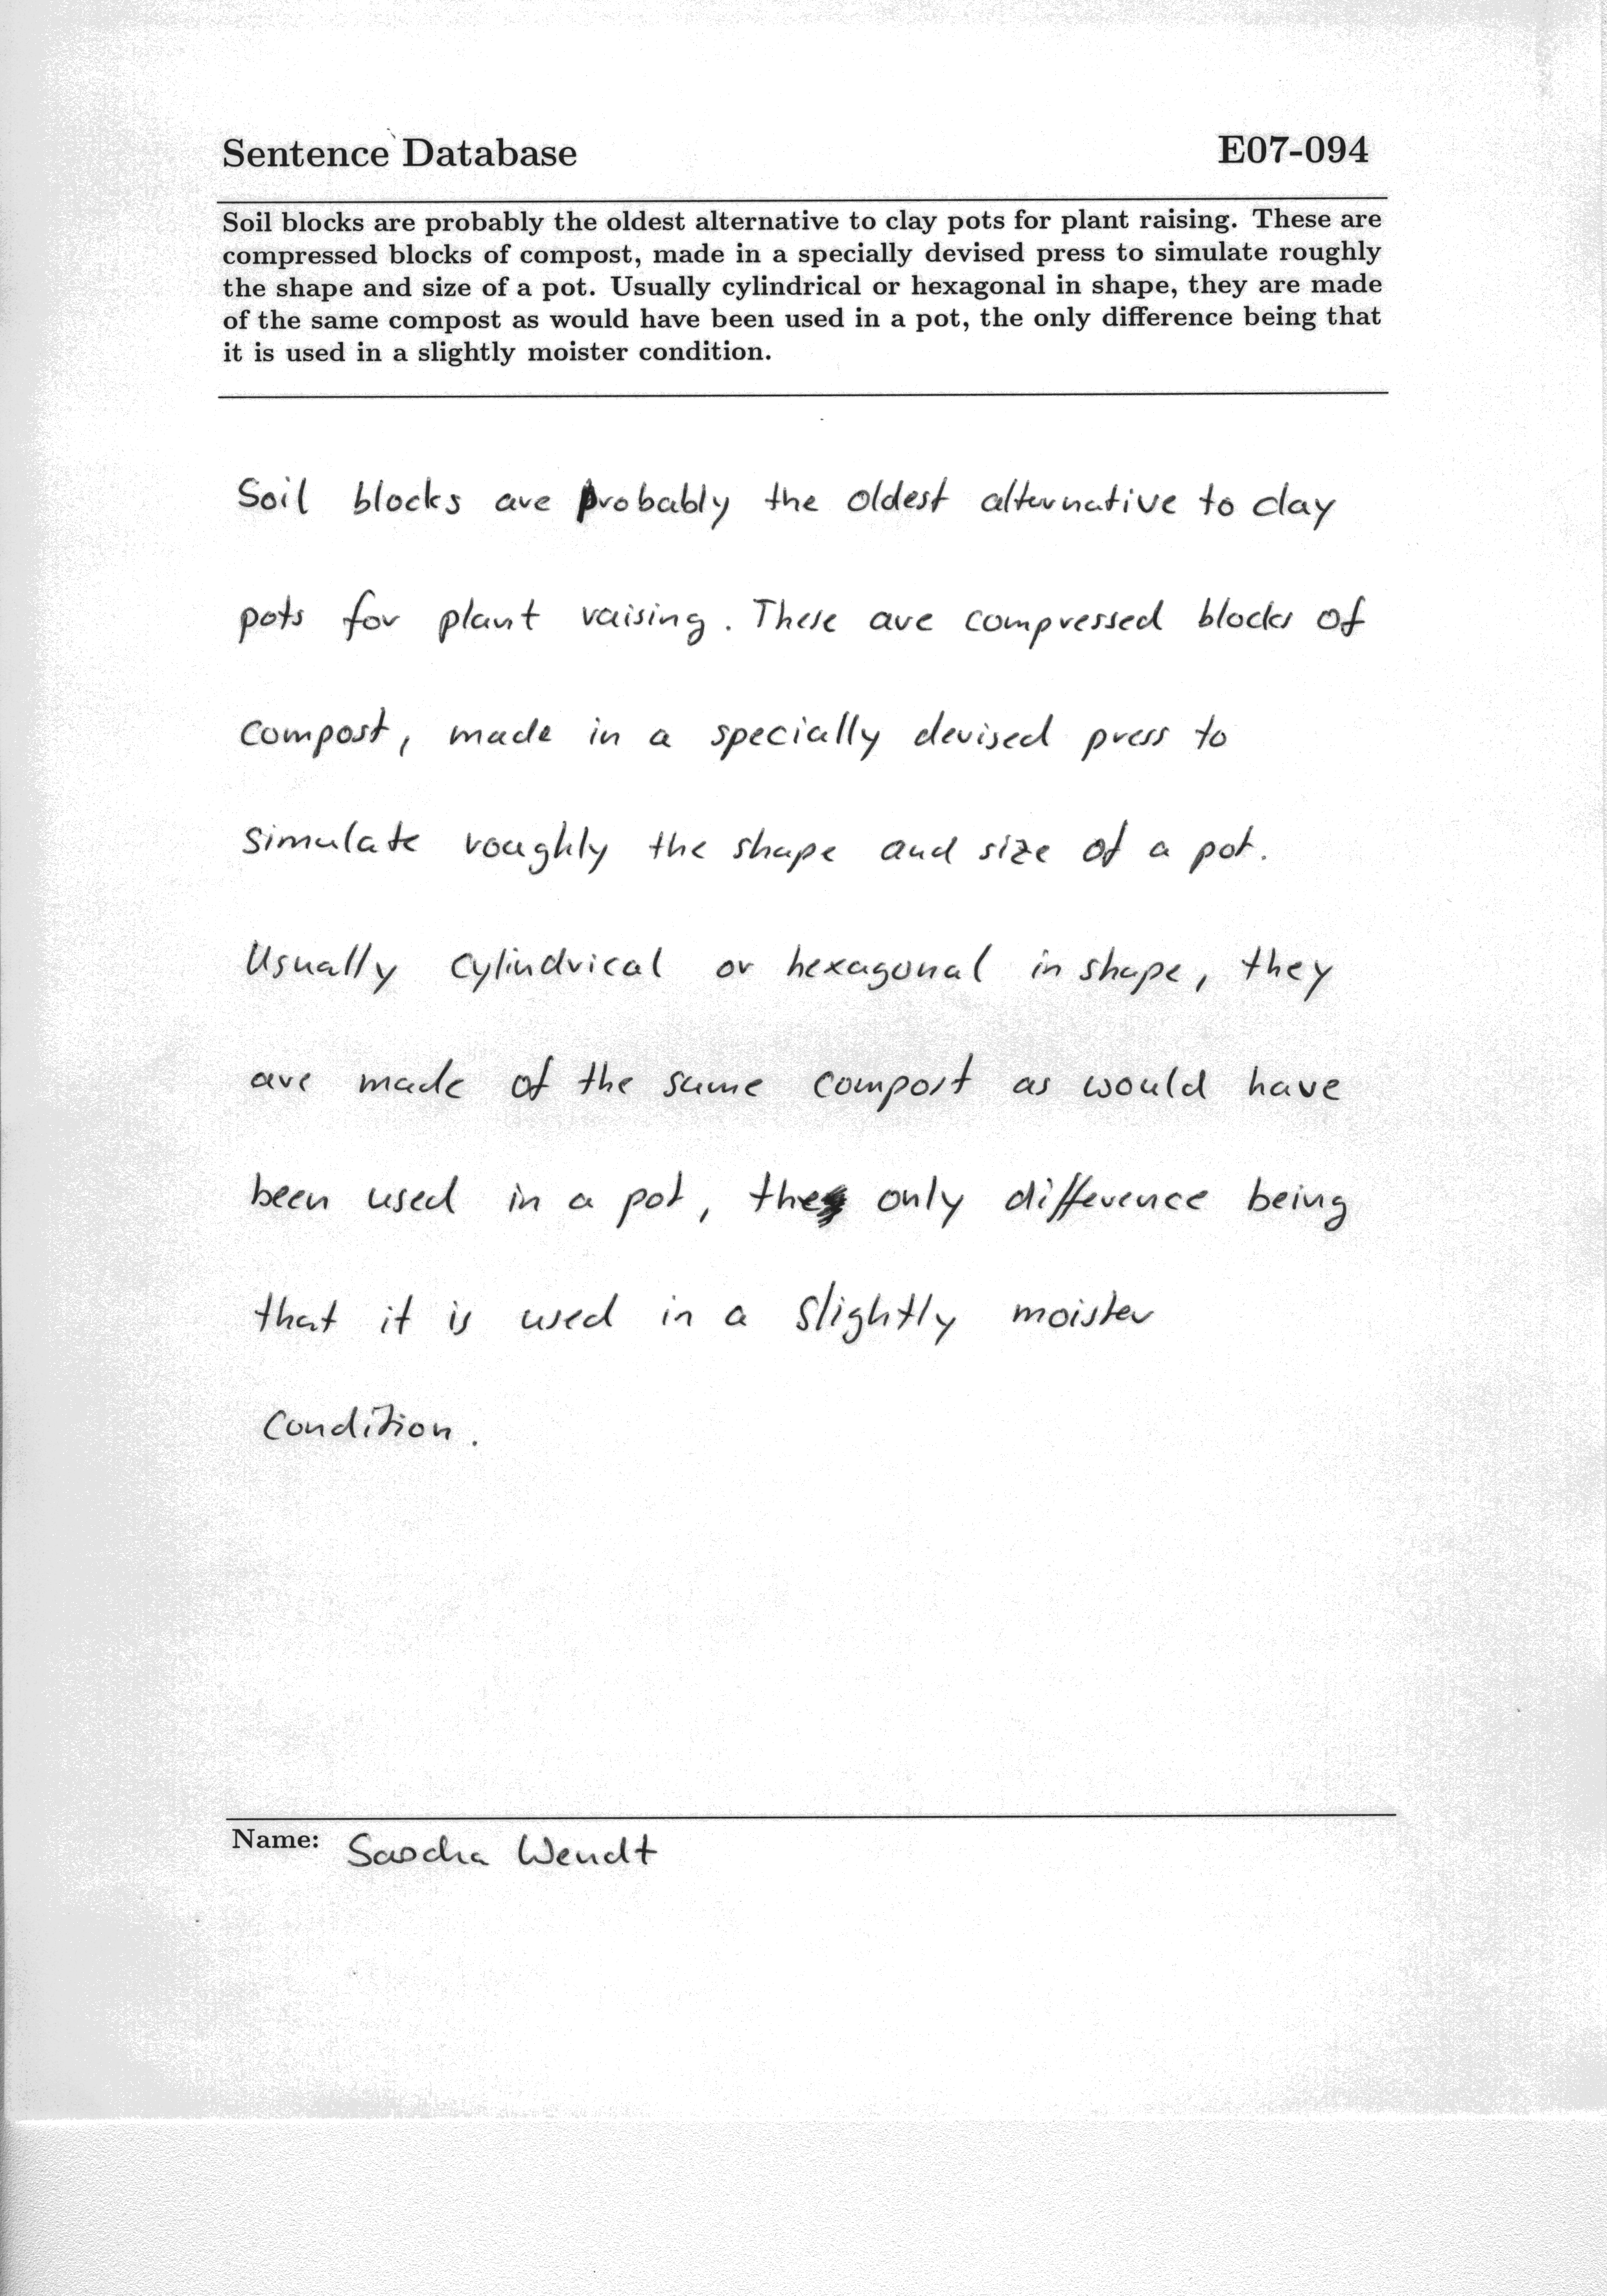 Sentence Database E07-094
Soil blocks are probably the oldest alternative to clay pots for plant raising. These are
compressed blocks of compost, made in a specially devised press to simulate roughly
the shape and size of a pot. Usually cylindrical or hexagonal in shape, they are made
of the same compost as would have been used in a pot, the only difference being that
it is used in a slightly moister condition.
Soil blocks are probably the oldest alternative to clay
pots for plant raising. These are compressed blocks of
compost, made in a specially devised press to
simulate roughly the shape and size of a pot.
Usually cylindrical or hexagonal in shape, they
are made of the same compost as would have
been used in a pot, the only difference being
that it is used in a slightly moister
condition.
Name: Sascha Wendt